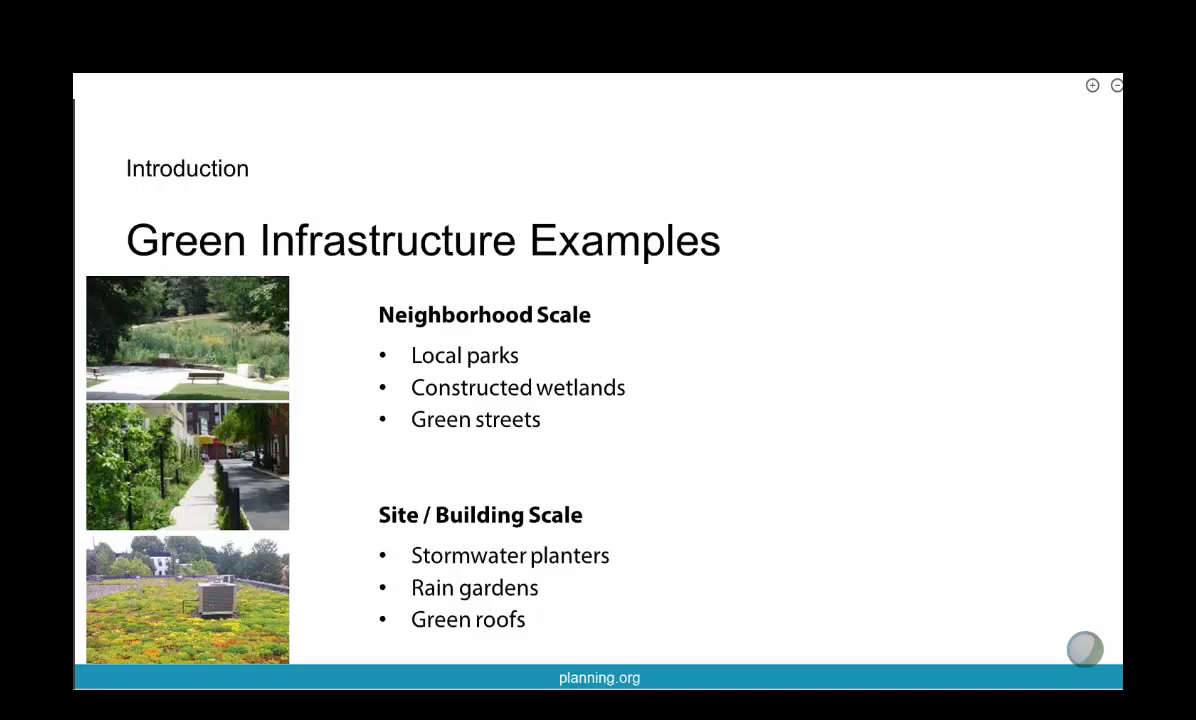 Introduction
Green Infrastructure Examples
Neighborhood Scale
• Local parks
• Constructed wetlands
• Green streets
Site / Building Scale
• Stormwater planters
• Rain gardens
• Green roofs
planning.org